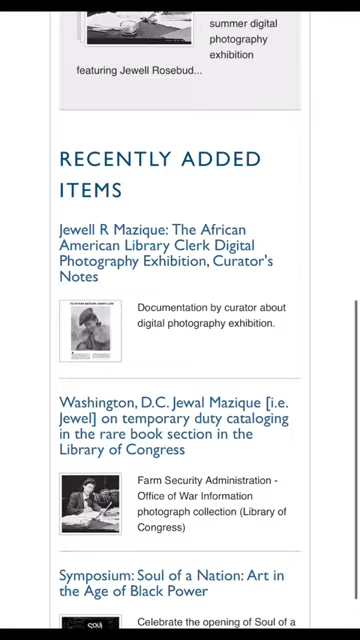 summer digital
photography
exhibition
featuring Jewell Rosebud...
RECENTLY ADDED
ITEMS
Jewell R Mazique: The African
American Library Clerk Digital
Photography Exhibition, Curator's
Notes
Documentation by curator about
digital photography exhibition.
Washington, D.C. Jewal Mazique [i.e.
Jewel] on temporary duty cataloging
in the rare book section in the
Library of Congress
Farm Security Administration -
Office of War Information
photograph collection (Library of
Congress)
Symposium: Soul of a Nation: Art in
the Age of Black Power
SOUL
Celebrate the opening of Soul of a